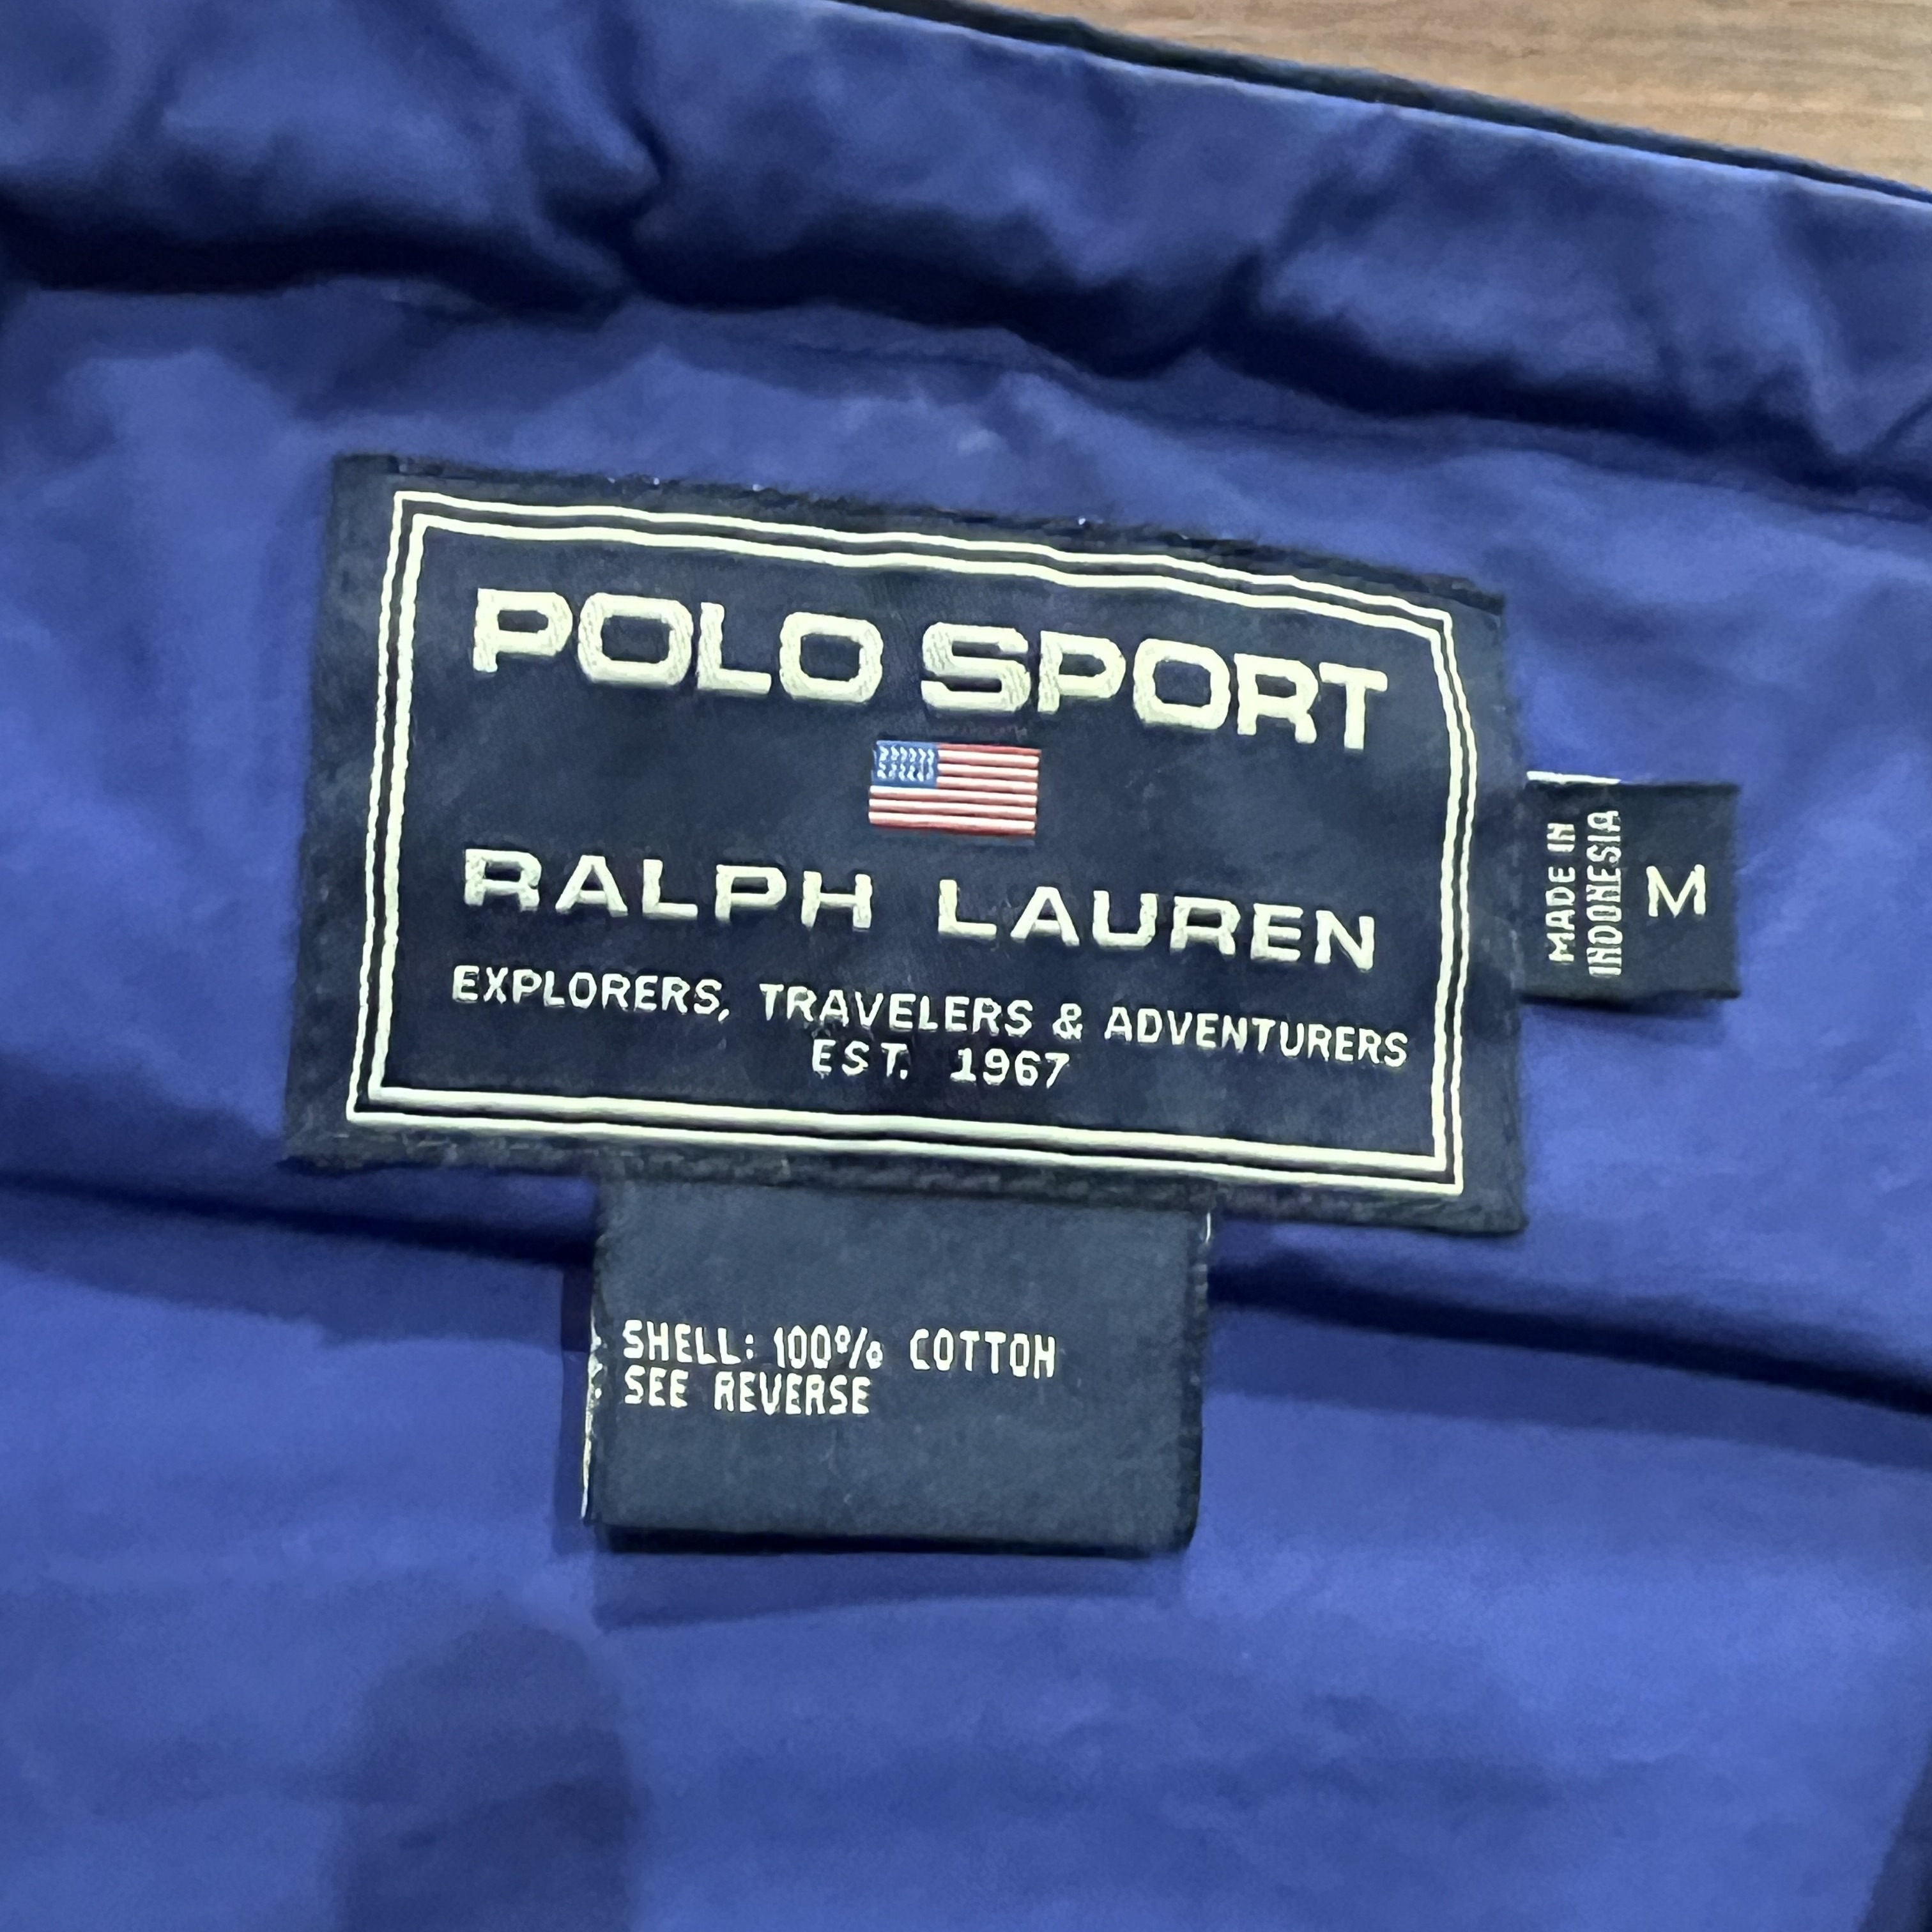 POLO SPORT
RALPH LAUREN
EXPLORERS, TRAVELERS & ADVENTURERS
EST. 1967
MADE IN
INDONESIA
M
SHELL: 100% COTTON
SEE REVERSE